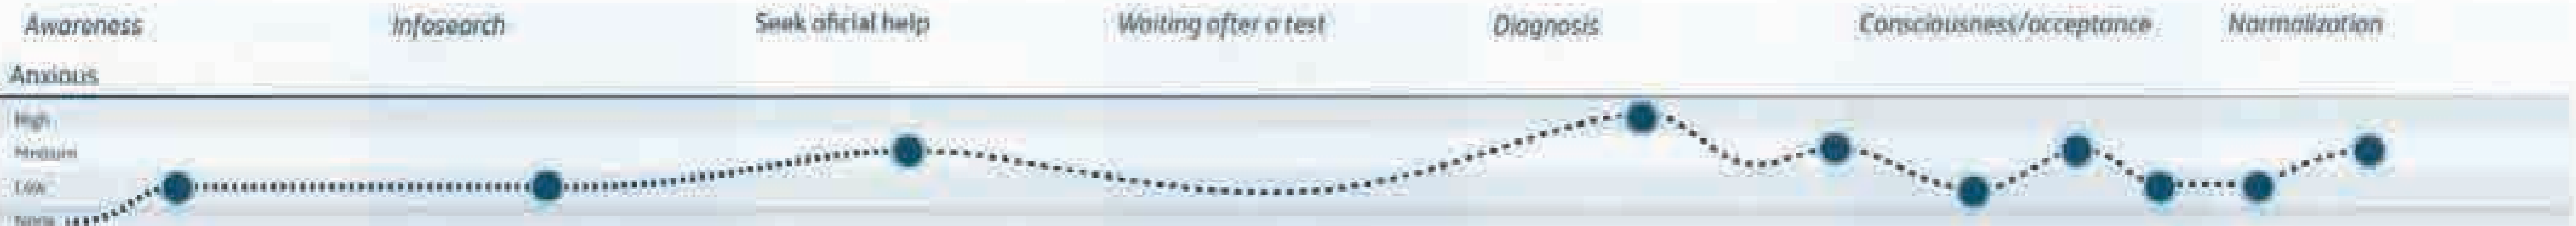 Awareness Infosearch Seek oficial help Waiting after a test Diagnosis Consciousness/acceptance Normalization
Anxious
High
Medium
Low
None